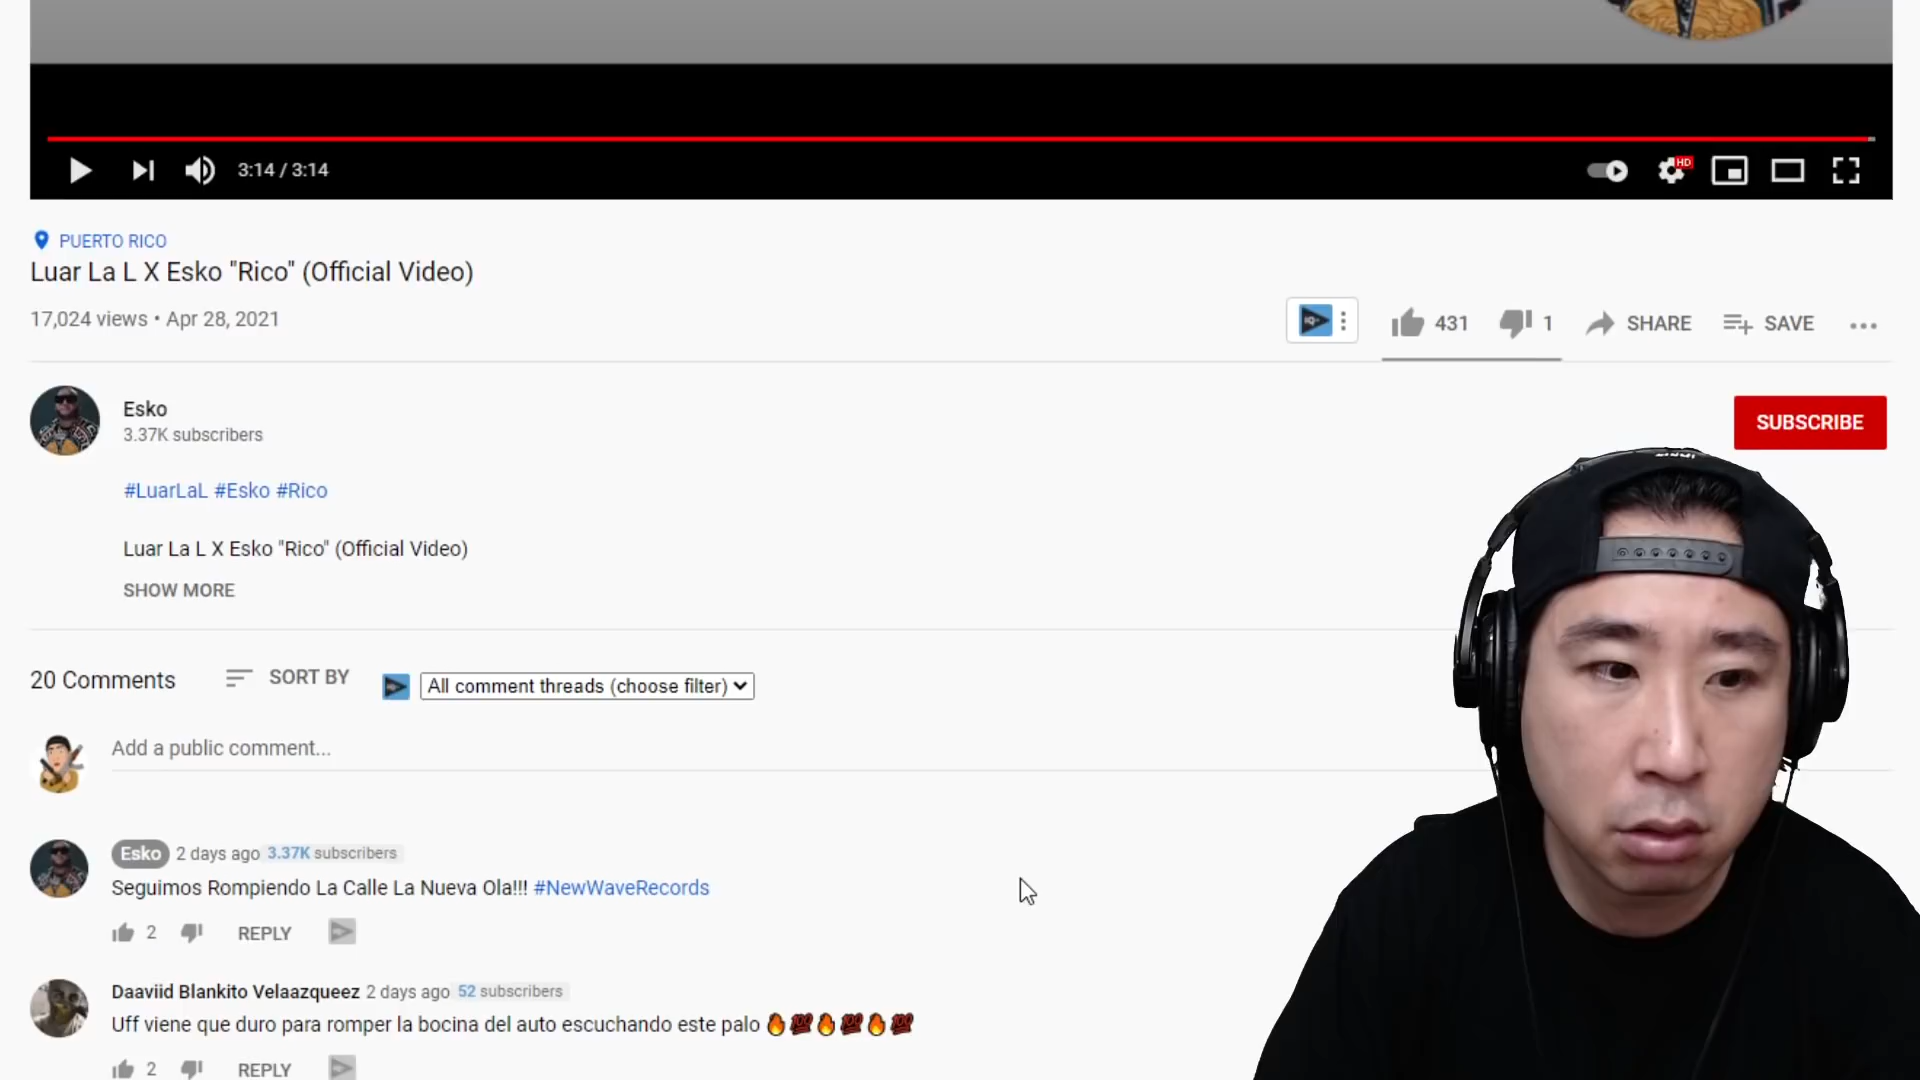 3:14 / 3:14
HD
PUERTO RICO
Luar La L X Esko "Rico" (Official Video)
17,024 views • Apr 28, 2021
IQ
431
1
SHARE
SAVE
Esko
3.37K subscribers
SUBSCRIBE
#LuarLaL #Esko #Rico
Luar La L X Esko "Rico" (Official Video)
SHOW MORE
20 Comments
SORT BY
All comment threads (choose filter)
Add a public comment...
Esko 2 days ago 3.37K subscribers
Seguimos Rompiendo La Calle La Nueva Ola!!! #NewWaveRecords
2 REPLY
Daaviid Blankito Velaazqueez 2 days ago 52 subscribers
Uff viene que duro para romper la bocina del auto escuchando este palo 🔥💯🔥💯🔥💯
2 REPLY